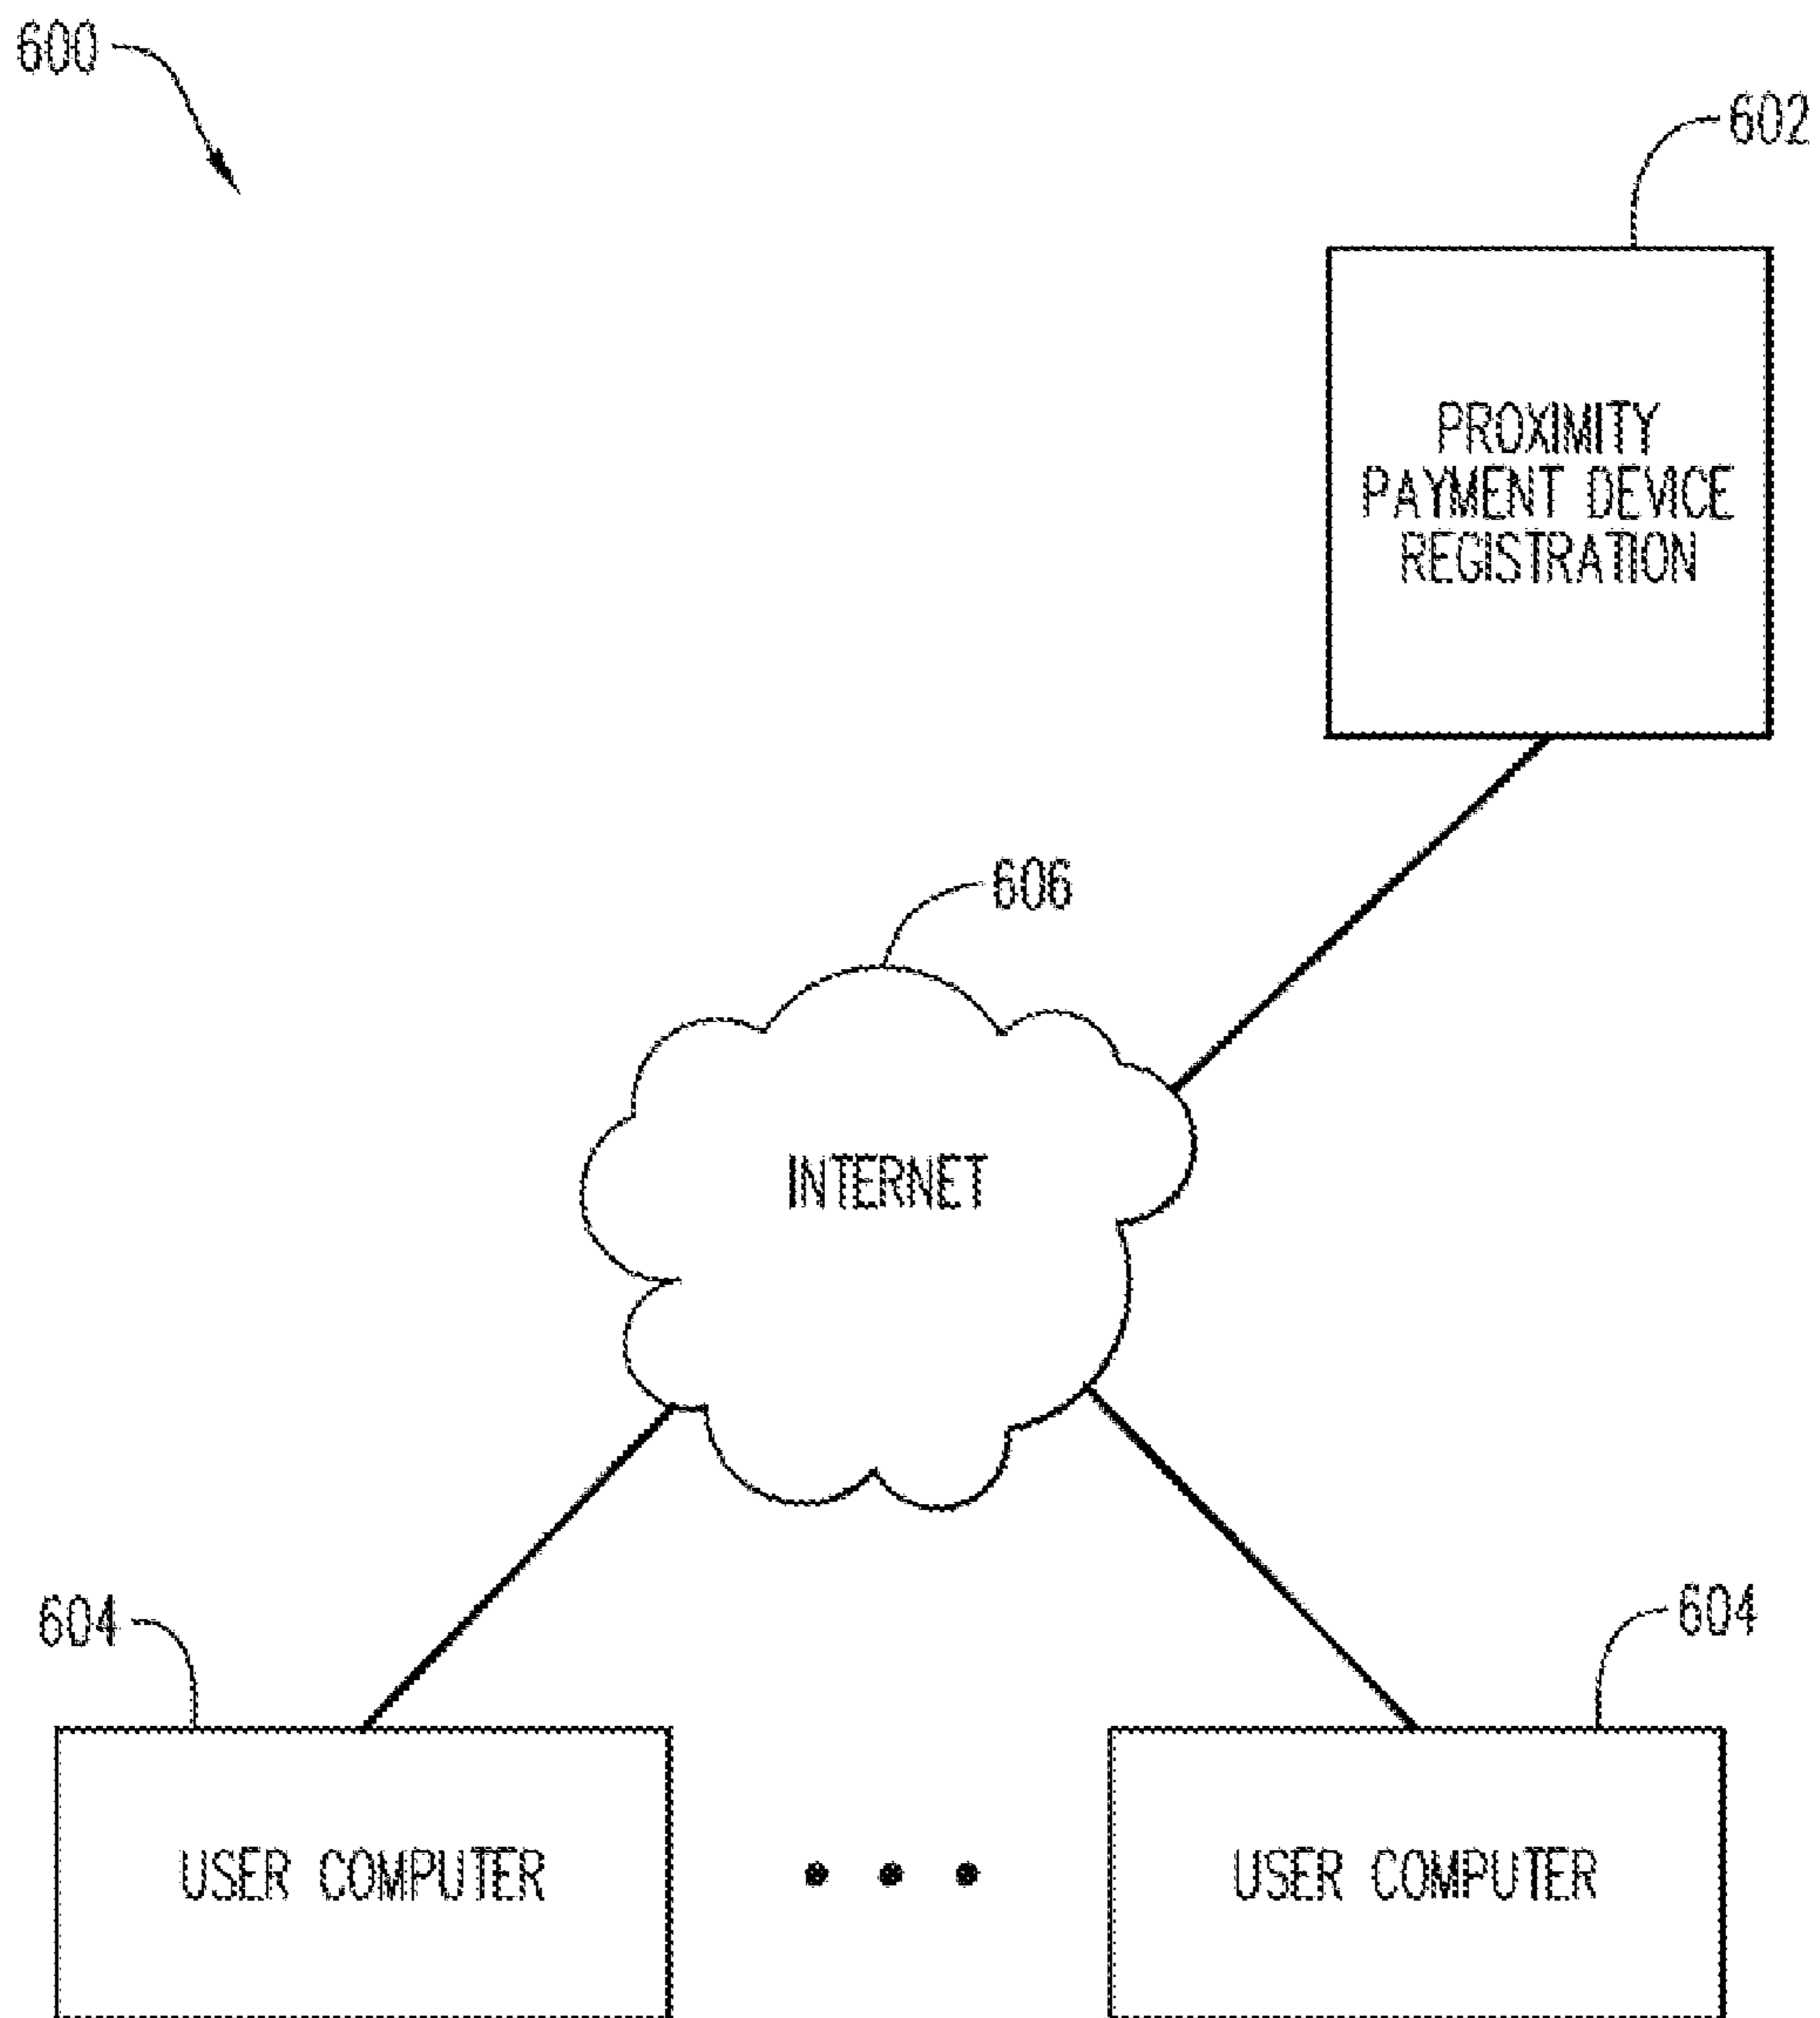 600
602
PROXIMITY
PAYMENT DEVICE
REGISTRATION
606
INTERNET
604
604
USER COMPUTER
USER COMPUTER